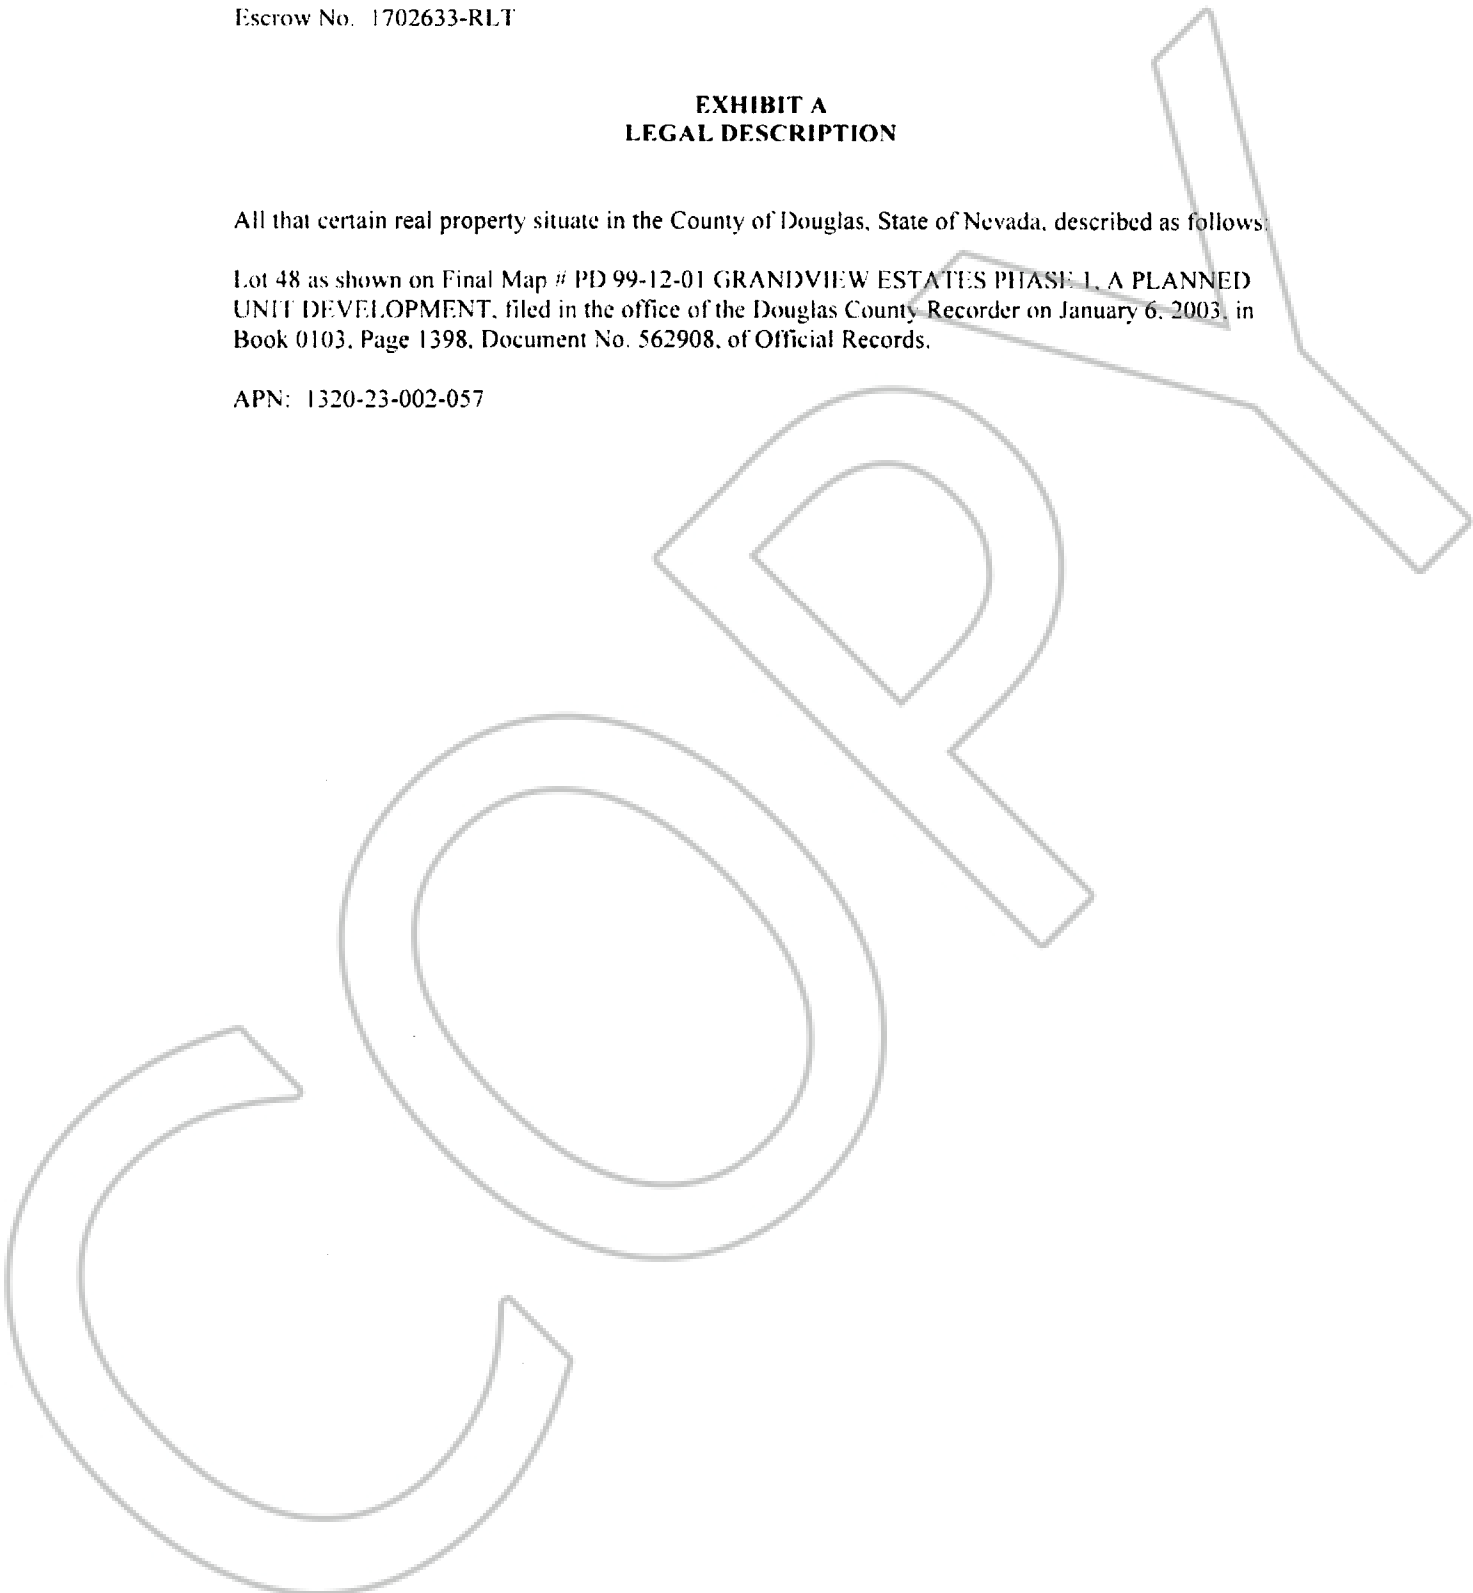 Escrow No. 1702633-RLT
EXHIBIT A
LEGAL DESCRIPTION
All that certain real property situate in the County of Douglas, State of Nevada, described as follows:
Lot 48 as shown on Final Map # PD 99-12-01 GRANDVIEW ESTATES PHASE 1, A PLANNED
UNIT DEVELOPMENT, filed in the office of the Douglas County Recorder on January 6, 2003, in
Book 0103, Page 1398, Document No. 562908, of Official Records.
APN: 1320-23-002-057
COPY